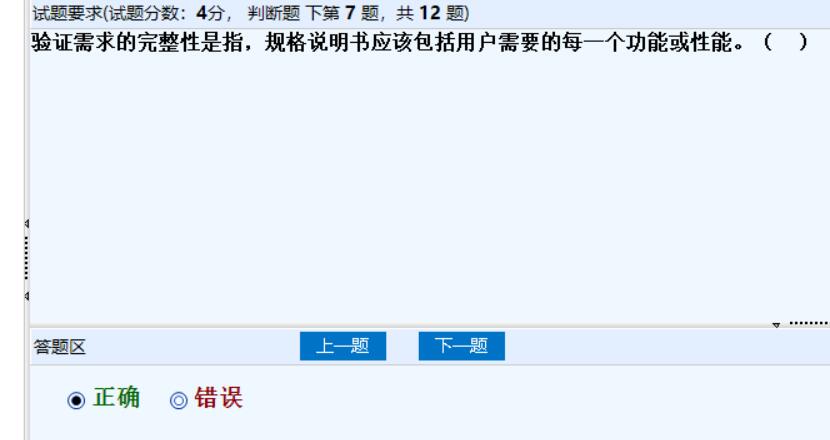 试题要求(试题分数：4分， 判断题 下第 7 题，共 12 题)
验证需求的完整性是指，规格说明书应该包括用户需要的每一个功能或性能。（ ）
答题区 上一题 下一题
正确 错误